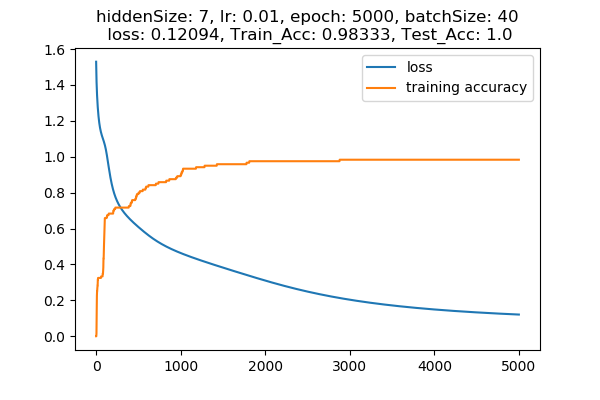 hiddenSize: 7, lr: 0.01, epoch: 5000, batchSize: 40
loss: 0.12094, Train_Acc: 0.98333, Test_Acc: 1.0
1.6
1.4
1.2
1.0
0.8
0.6
0.4
0.2
0.0
loss
training accuracy
0 1000 2000 3000 4000 5000